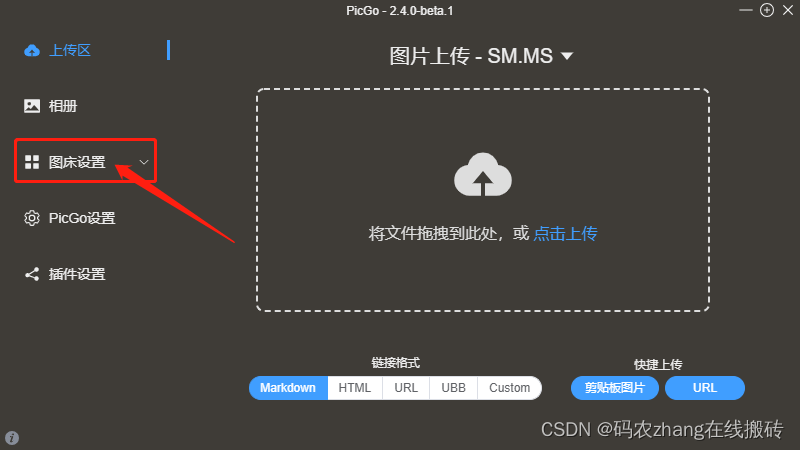 PicGo - 2.4.0-beta.1
上传区
相册
图床设置
PicGo设置
插件设置
图片上传 - SM.MS
将文件拖拽到此处，或 点击上传
链接格式
Markdown HTML URL UBB Custom
快捷上传
剪贴板图片 URL
CSDN @码农zhang在线搬砖